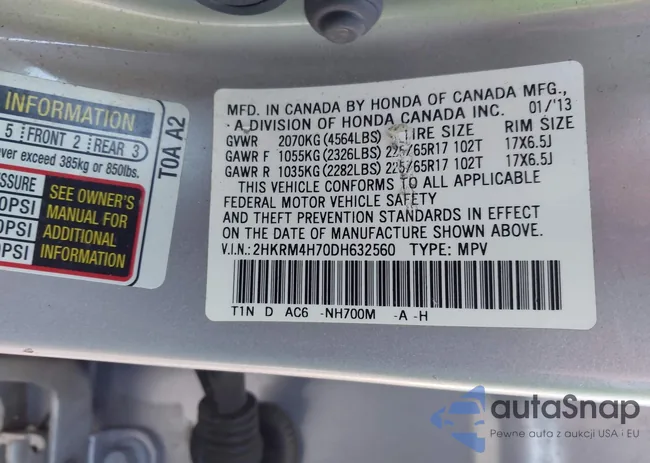 INFORMATION
5 FRONT 2 REAR 3
ver exceed 385kg or 850lbs.
ESSURE
0PSI
0PSI
0PSI
SEE OWNER'S
MANUAL FOR
ADDITIONAL
INFORMATION
T0A A2
MFD. IN CANADA BY HONDA OF CANADA MFG.,
- A DIVISION OF HONDA CANADA INC. 01/'13
GVWR 2070KG(4564LBS) TIRE SIZE RIM SIZE
GAWR F 1055KG(2326LBS) 225/65R17 102T 17X6.5J
GAWR R 1035KG(2282LBS) 225/65R17 102T 17X6.5J
THIS VEHICLE CONFORMS TO ALL APPLICABLE
FEDERAL MOTOR VEHICLE SAFETY
AND THEFT PREVENTION STANDARDS IN EFFECT
ON THE DATE OF MANUFACTURE SHOWN ABOVE.
V.I.N.: 2HKRM4H70DH632560 TYPE: MPV
T1N D AC6 -NH700M -A -H
autaSnap
Pewne auta z aukcji USA i EU